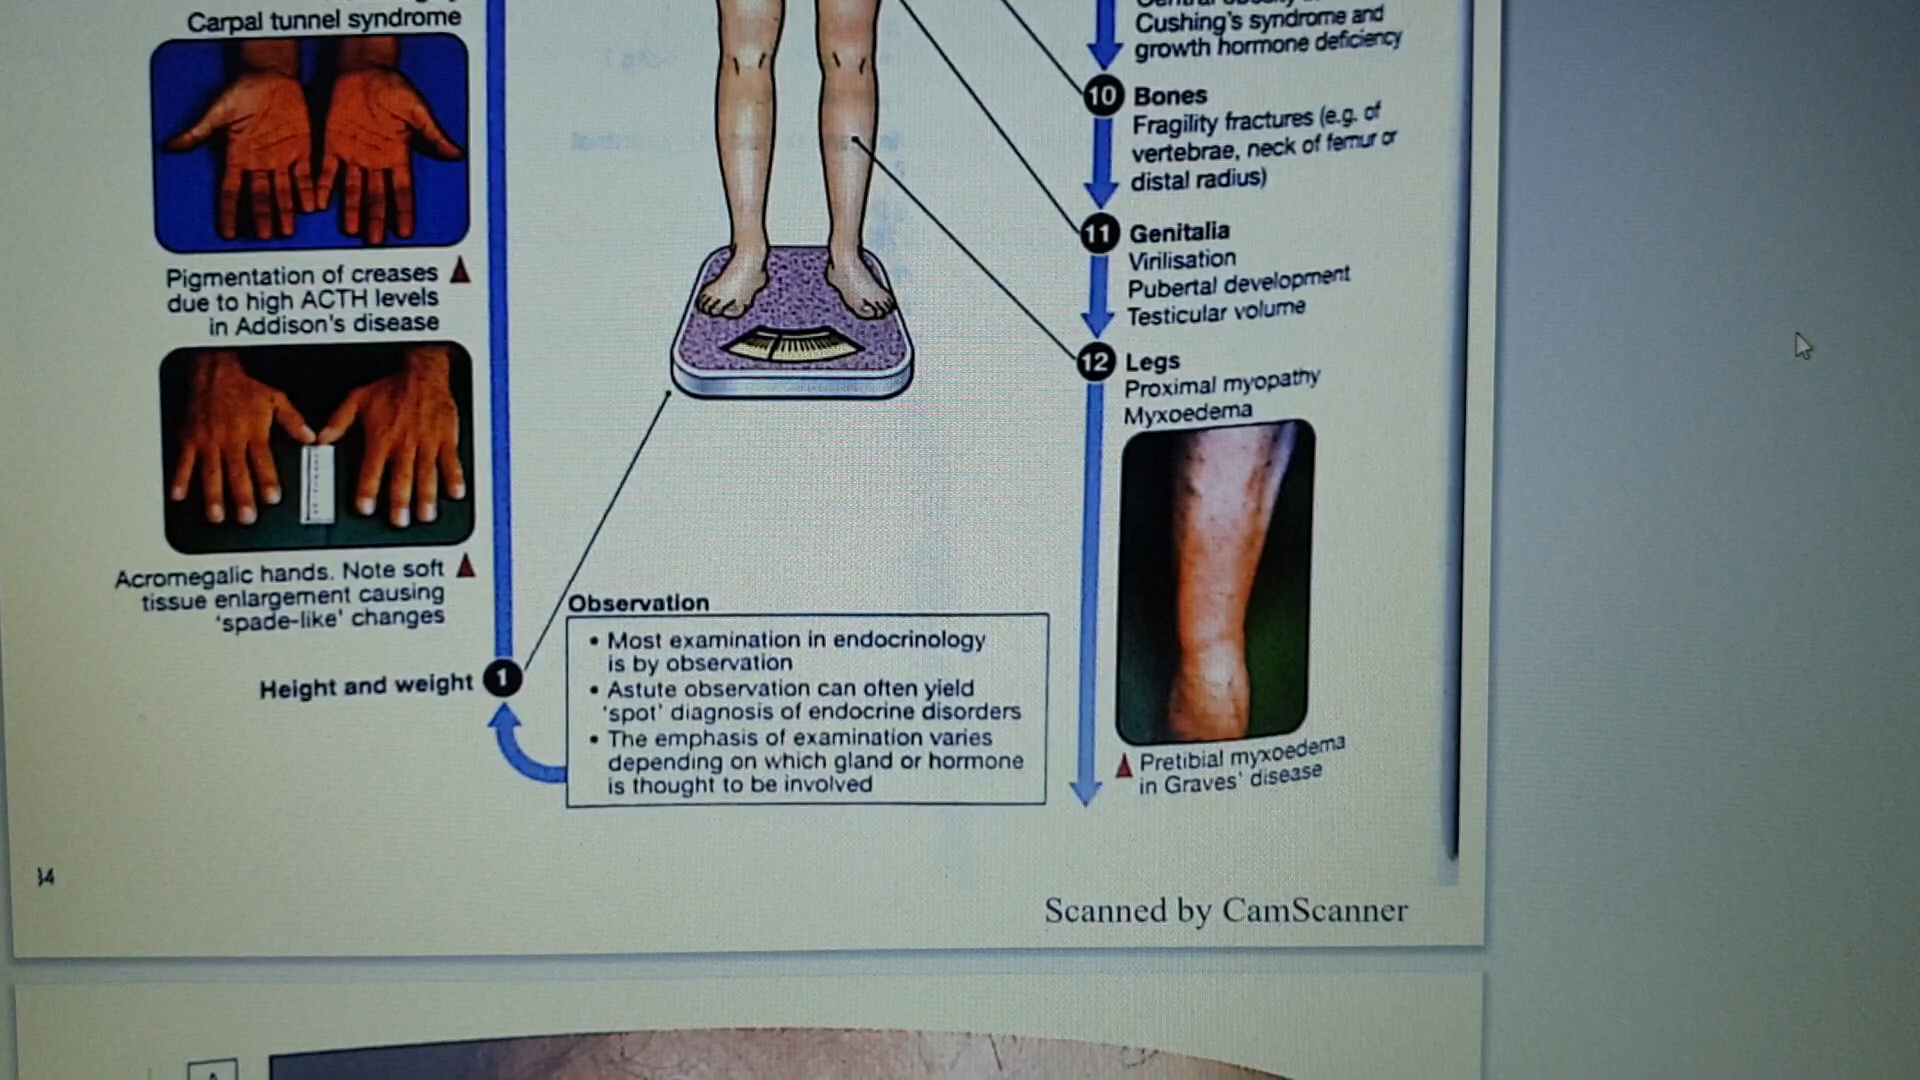 Carpal tunnel syndrome
Pigmentation of creases
due to high ACTH levels
in Addison's disease
Acromegalic hands. Note soft
tissue enlargement causing
'spade-like' changes
Height and weight 1
Observation
• Most examination in endocrinology
is by observation
• Astute observation can often yield
'spot' diagnosis of endocrine disorders
• The emphasis of examination varies
depending on which gland or hormone
is thought to be involved
Cushing's syndrome and
growth hormone deficiency
10 Bones
Fragility fractures (e.g. of
vertebrae, neck of femur or
distal radius)
11 Genitalia
Virilisation
Pubertal development
Testicular volume
12 Legs
Proximal myopathy
Myxoedema
Pretibial myxoedema
in Graves' disease
Scanned by CamScanner